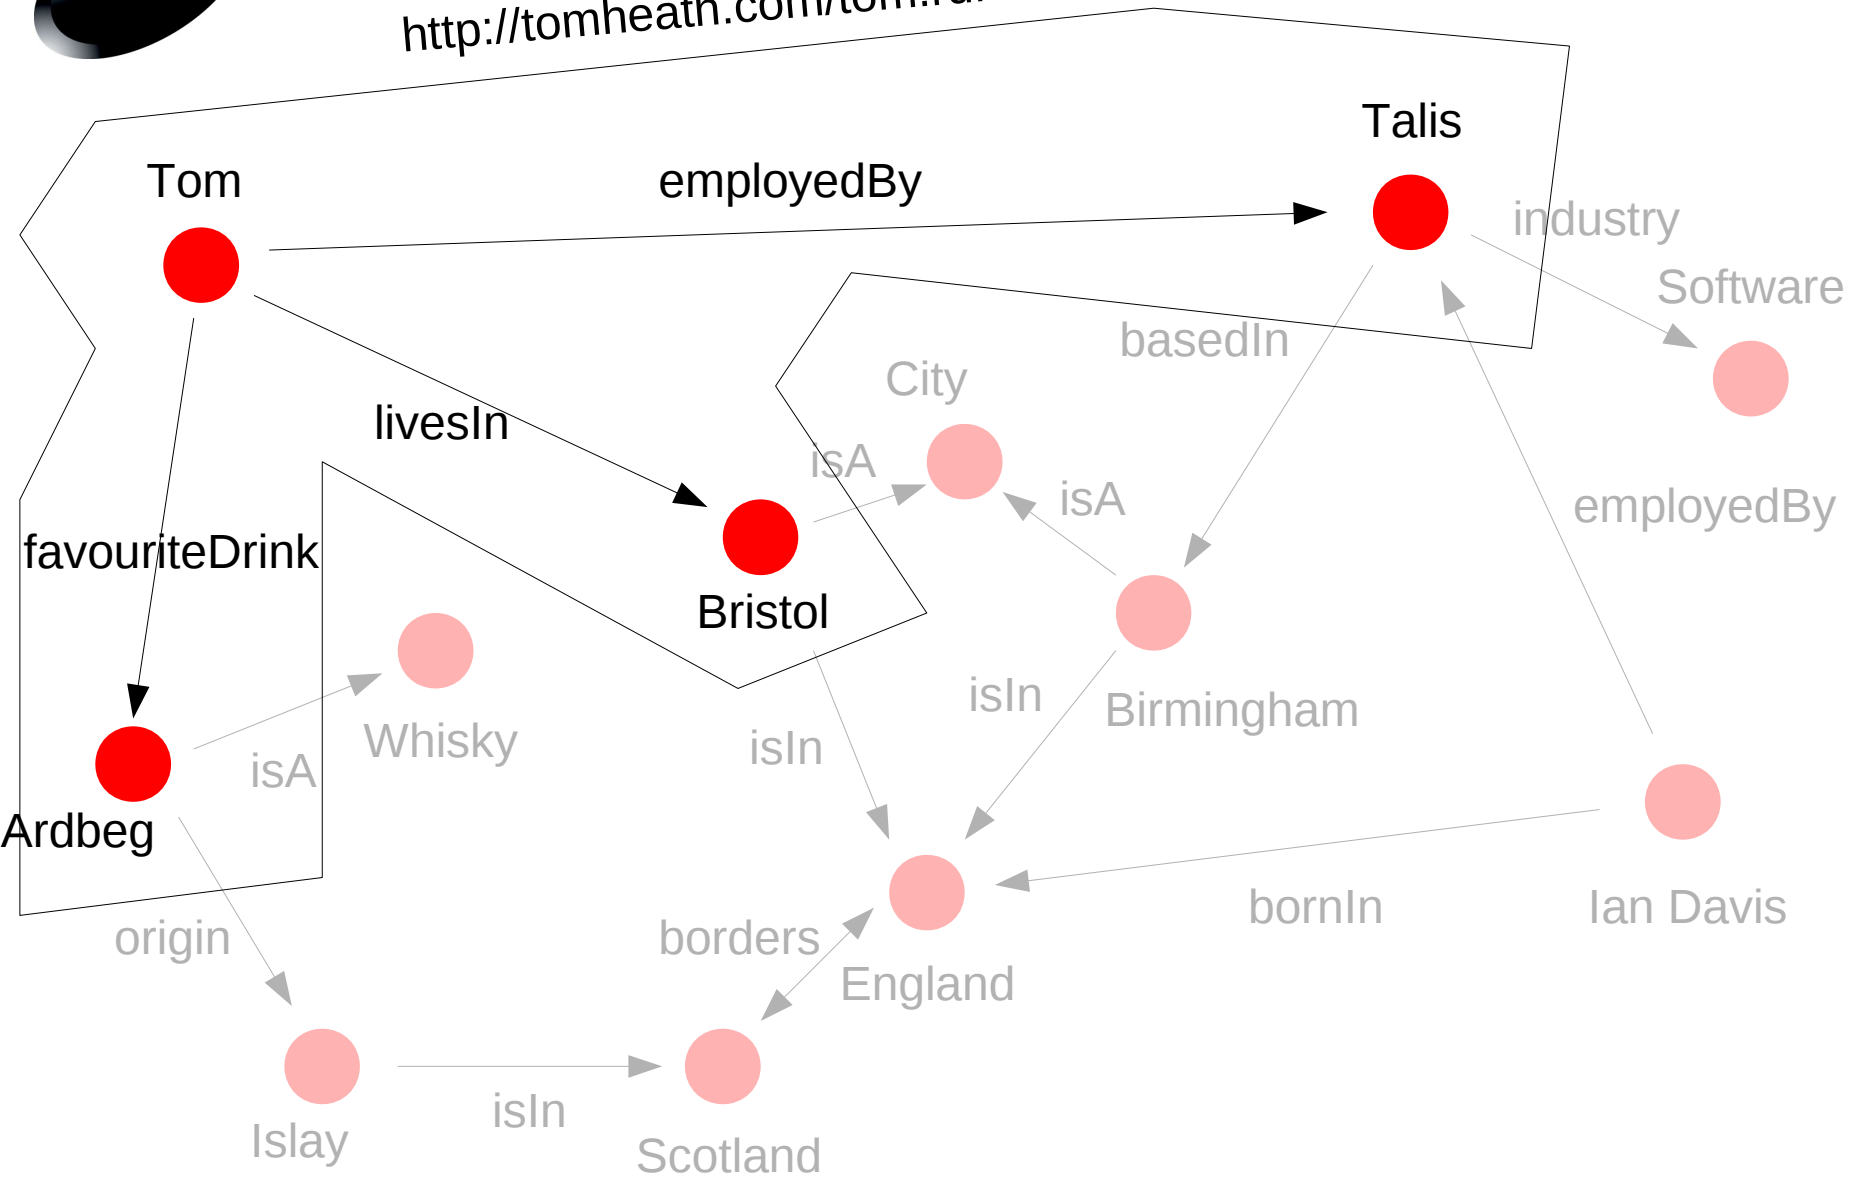 http://tomheath.com/tom.rdf
Talis
Tom
employedBy
industry
Software
basedIn
City
livesIn
isA
isA
employedBy
favouriteDrink
Bristol
isIn
Birmingham
Whisky
isIn
isA
Ardbeg
bornIn
Ian Davis
origin
borders
England
isIn
Islay
Scotland